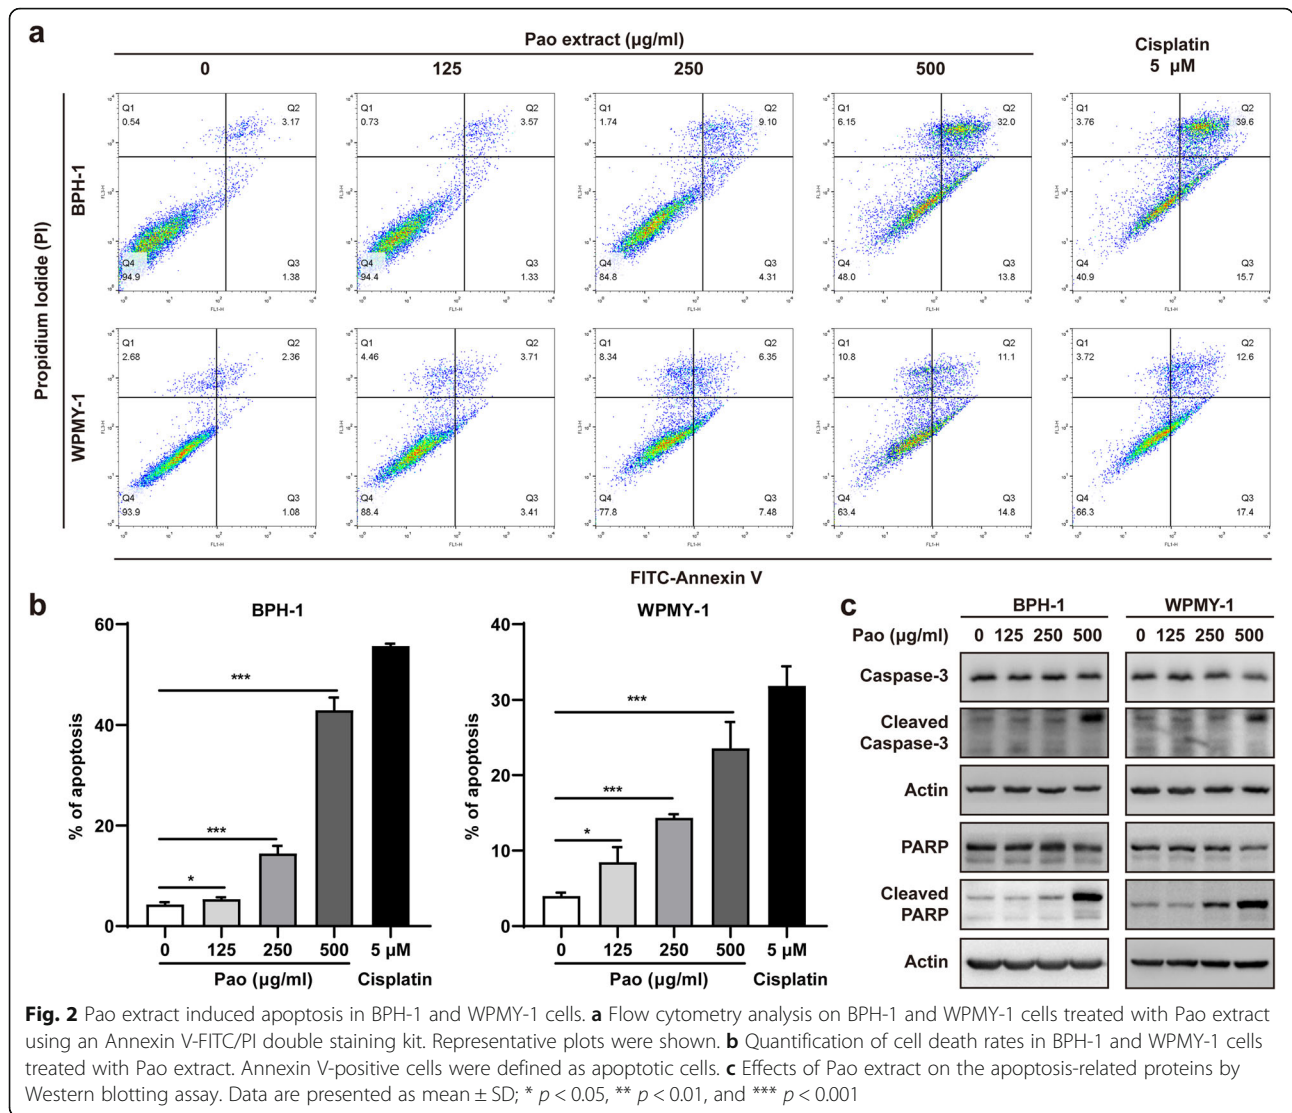 a
Pao extract (µg/ml)
Cisplatin
5 µM
0 125 250 500
Propidium Iodide (PI)
BPH-1
Q1 0.54 Q2 3.17 Q4 94.9 Q3 1.38
Q1 0.73 Q2 3.57 Q4 94.4 Q3 1.33
Q1 1.74 Q2 9.10 Q4 84.8 Q3 4.31
Q1 6.15 Q2 32.0 Q4 48.0 Q3 13.8
Q1 3.76 Q2 39.6 Q4 40.9 Q3 15.7
FL3-H
FL1-H
WPMY-1
Q1 2.68 Q2 2.36 Q4 93.9 Q3 1.08
Q1 4.46 Q2 3.71 Q4 88.4 Q3 3.41
Q1 8.34 Q2 6.35 Q4 77.8 Q3 7.48
Q1 10.8 Q2 11.1 Q4 63.4 Q3 14.8
Q1 3.72 Q2 12.6 Q4 66.3 Q3 17.4
FITC-Annexin V
b
BPH-1
% of apoptosis
60
40
20
0
***
***
*
0 125 250 500 5 µM
Pao (µg/ml) Cisplatin
WPMY-1
% of apoptosis
40
30
20
10
0
***
***
*
0 125 250 500 5 µM
Pao (µg/ml) Cisplatin
c
BPH-1 WPMY-1
Pao (µg/ml) 0 125 250 500 0 125 250 500
Caspase-3
Cleaved
Caspase-3
Actin
PARP
Cleaved
PARP
Actin
Fig. 2 Pao extract induced apoptosis in BPH-1 and WPMY-1 cells. a Flow cytometry analysis on BPH-1 and WPMY-1 cells treated with Pao extract
using an Annexin V-FITC/PI double staining kit. Representative plots were shown. b Quantification of cell death rates in BPH-1 and WPMY-1 cells
treated with Pao extract. Annexin V-positive cells were defined as apoptotic cells. c Effects of Pao extract on the apoptosis-related proteins by
Western blotting assay. Data are presented as mean ± SD; * p < 0.05, ** p < 0.01, and *** p < 0.001